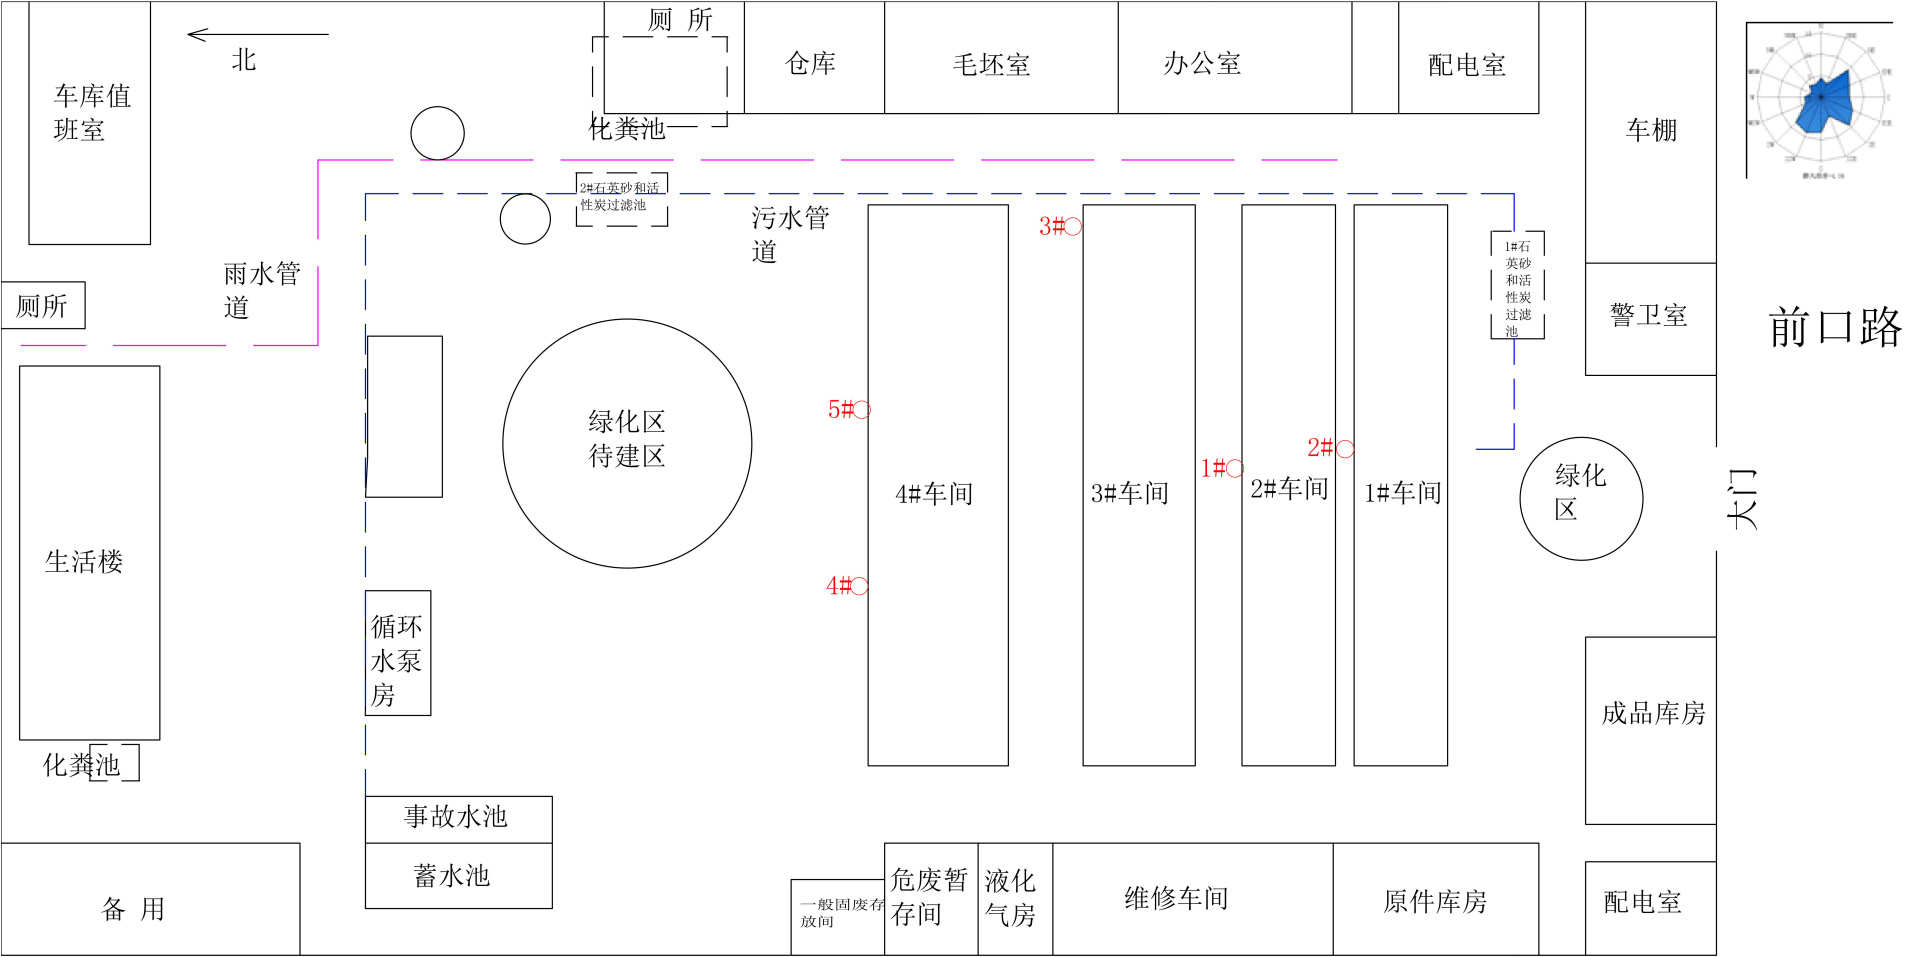 厕 所
北
仓库
毛坯室
办公室
配电室
车库值
班室
化粪池
车棚
2#石英砂和活
性炭过滤池
污水管
道
3#
1#石
英砂
和活
性炭
过滤
池
雨水管
道
厕所
警卫室
前口路
5#
绿化区
待建区
2#
1#
4#车间
3#车间
2#车间
1#车间
绿化
区
大门
生活楼
4#
循环
水泵
房
成品库房
化粪池
事故水池
蓄水池
备 用
一般固废存
放间
危废暂
存间
液化
气房
维修车间
原件库房
配电室